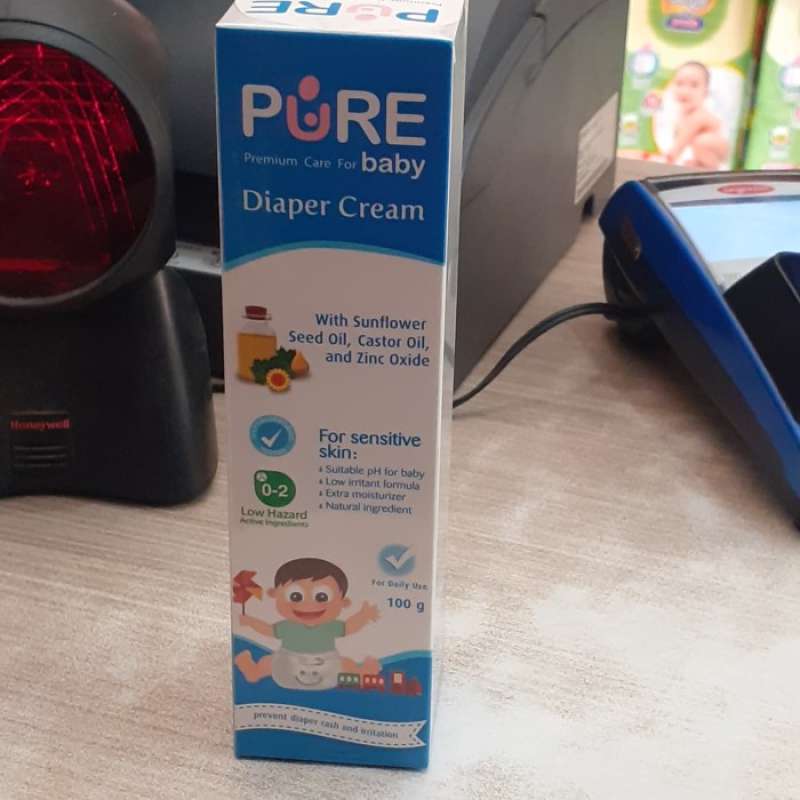 PURE
PURE
Premium Care For baby
Diaper Cream
With Sunflower
Seed Oil, Castor Oil,
and Zinc Oxide
For sensitive
skin:
Suitable pH for baby
Low irritant formula
Extra moisturizer
Natural ingredient
A
0-2
Low Hazard
Active Ingredients
For Daily Use
100 g
prevent diaper rash and irritation
Honeywell